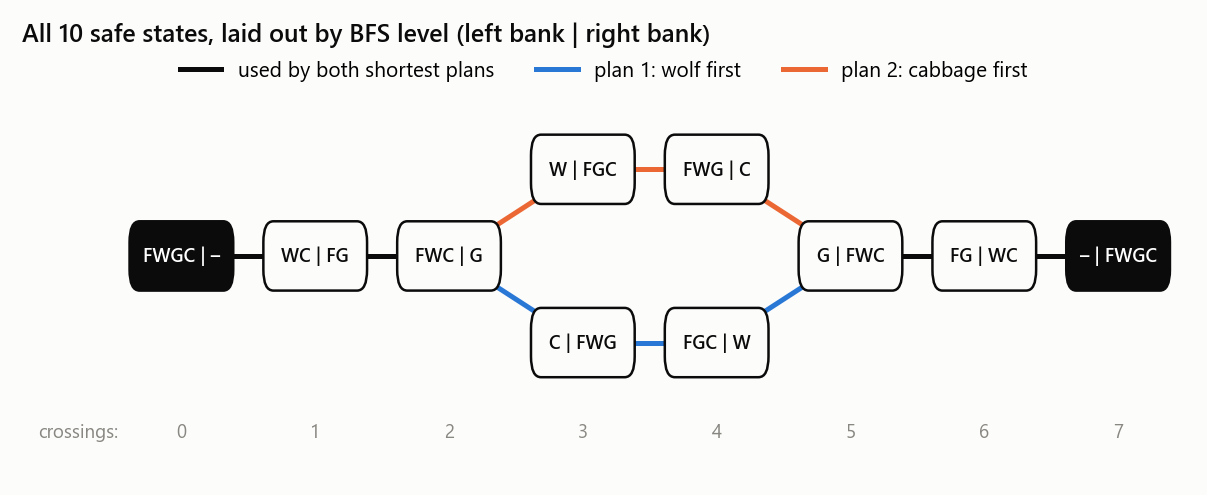 All 10 safe states, laid out by BFS level (left bank | right bank)
used by both shortest plans
plan 1: wolf first
plan 2: cabbage first
W | FGC
FWG | C
FWGC | –
WC | FG
FWC | G
G | FWC
FG | WC
– | FWGC
C | FWG
FGC | W
crossings: 0 1 2 3 4 5 6 7